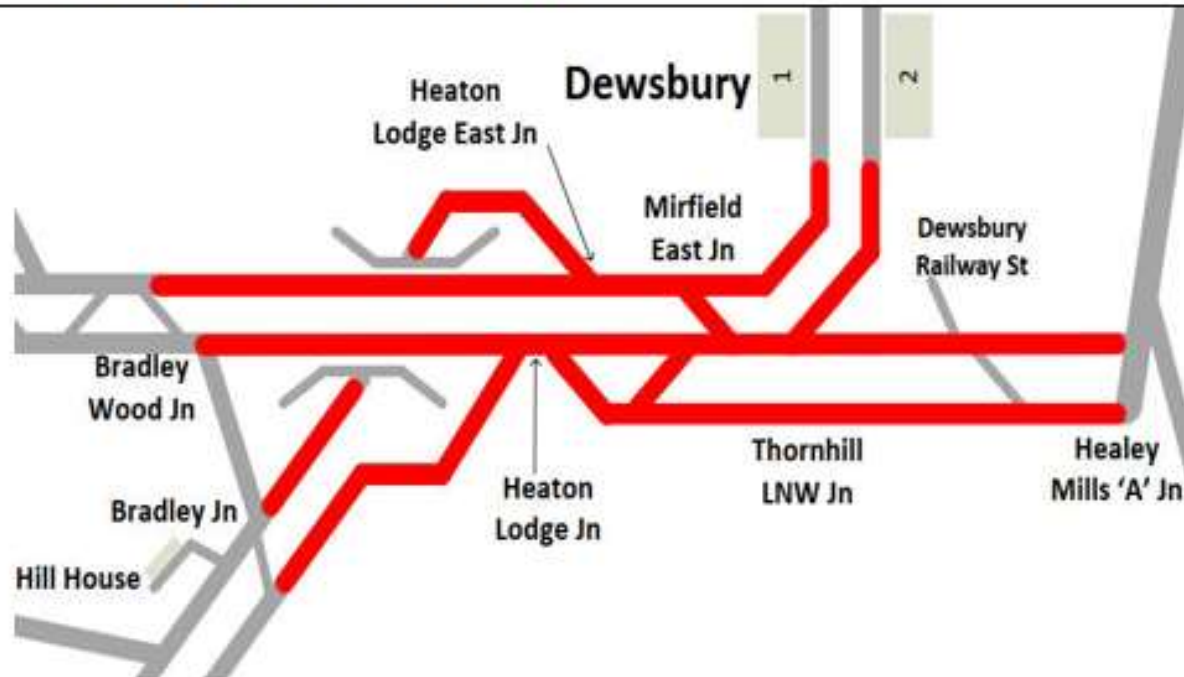 Heaton
Lodge East Jn
Dewsbury
1
2
Mirfield
East Jn
Dewsbury
Railway St
Bradley
Wood Jn
Bradley Jn
Hill House
Heaton
Lodge Jn
Thornhill
LNW Jn
Healey
Mills ‘A’ Jn